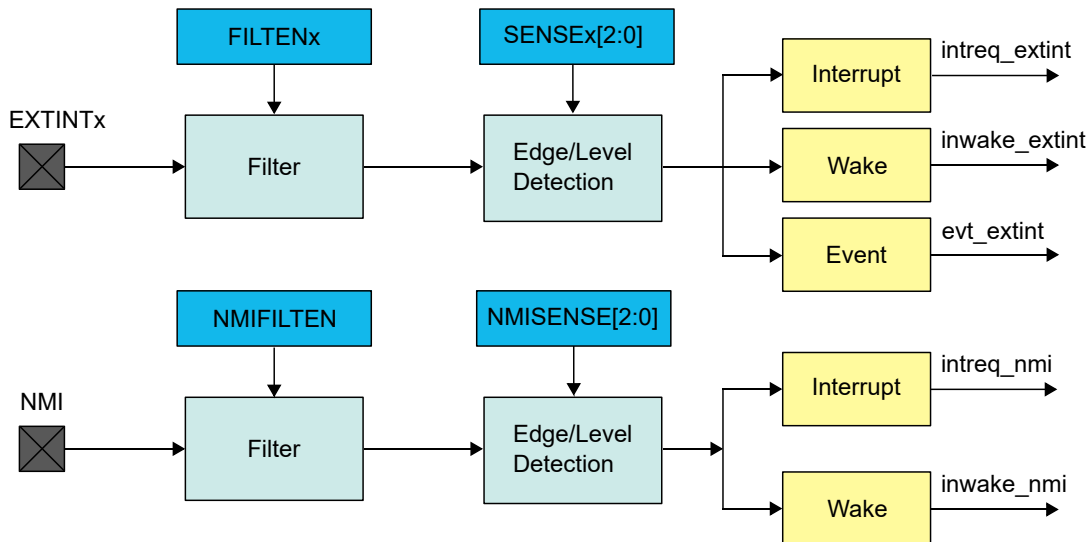 FILTENx
SENSEx[2:0]
intreq_extint
Interrupt
EXTINTx
Filter
Edge/Level
Detection
inwake_extint
Wake
evt_extint
Event
NMIFILTEN
NMISENSE[2:0]
intreq_nmi
Interrupt
NMI
Filter
Edge/Level
Detection
inwake_nmi
Wake